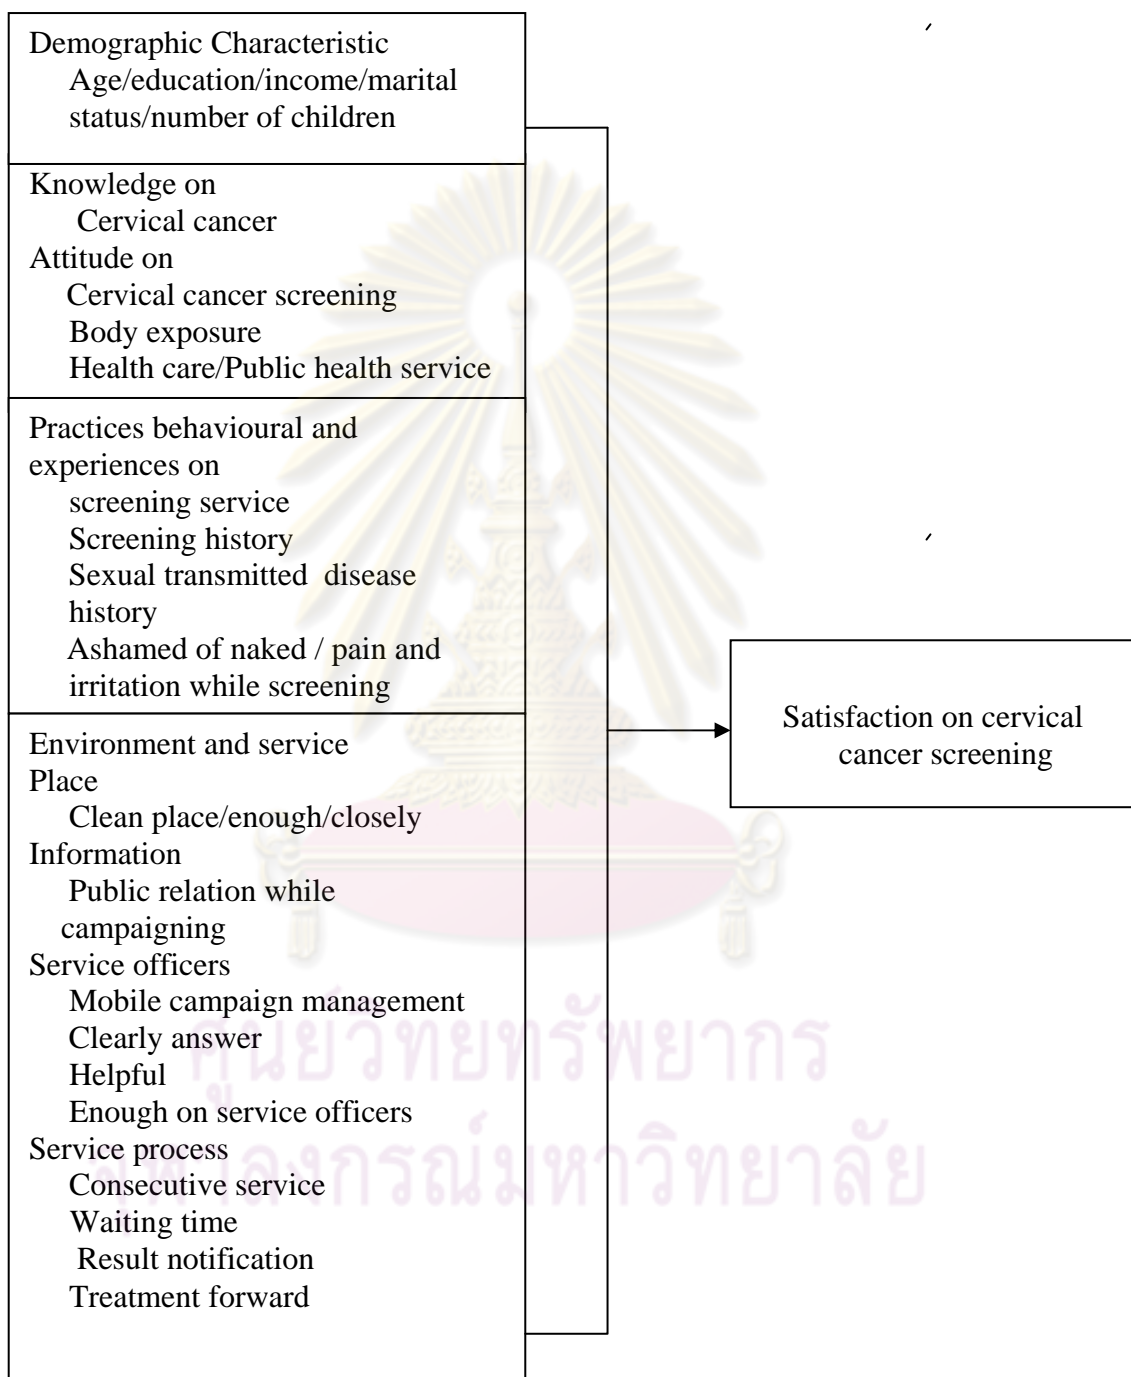 Demographic Characteristic
Age/education/income/marital
status/number of children
Knowledge on
Cervical cancer
Attitude on
Cervical cancer screening
Body exposure
Health care/Public health service
Practices behavioural and
experiences on
screening service
Screening history
Sexual transmitted disease
history
Ashamed of naked / pain and
irritation while screening
Environment and service
Place
Clean place/enough/closely
Information
Public relation while
campaigning
Service officers
Mobile campaign management
Clearly answer
Helpful
Enough on service officers
Service process
Consecutive service
Waiting time
Result notification
Treatment forward
Satisfaction on cervical
cancer screening
ศูนย์วิทยทรัพยากร
จุฬาลงกรณ์มหาวิทยาลัย